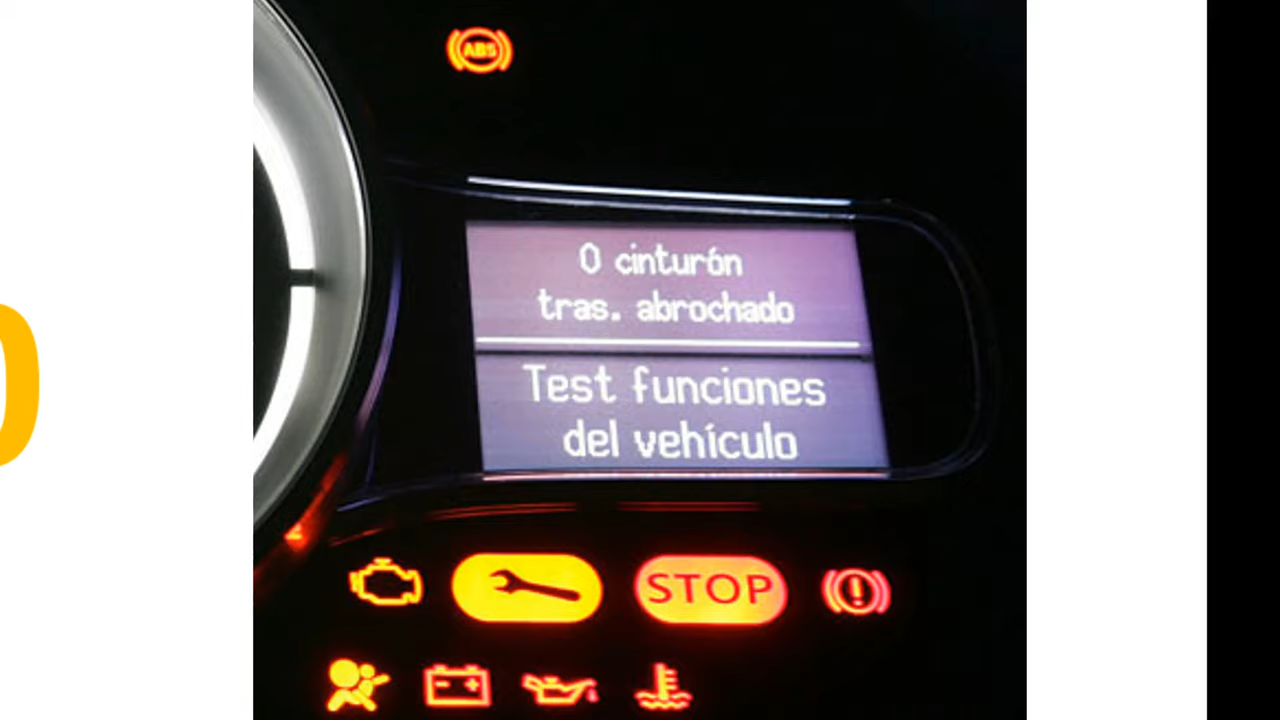 ABS
0 cinturón
tras. abrochado
Test funciones
del vehículo
STOP